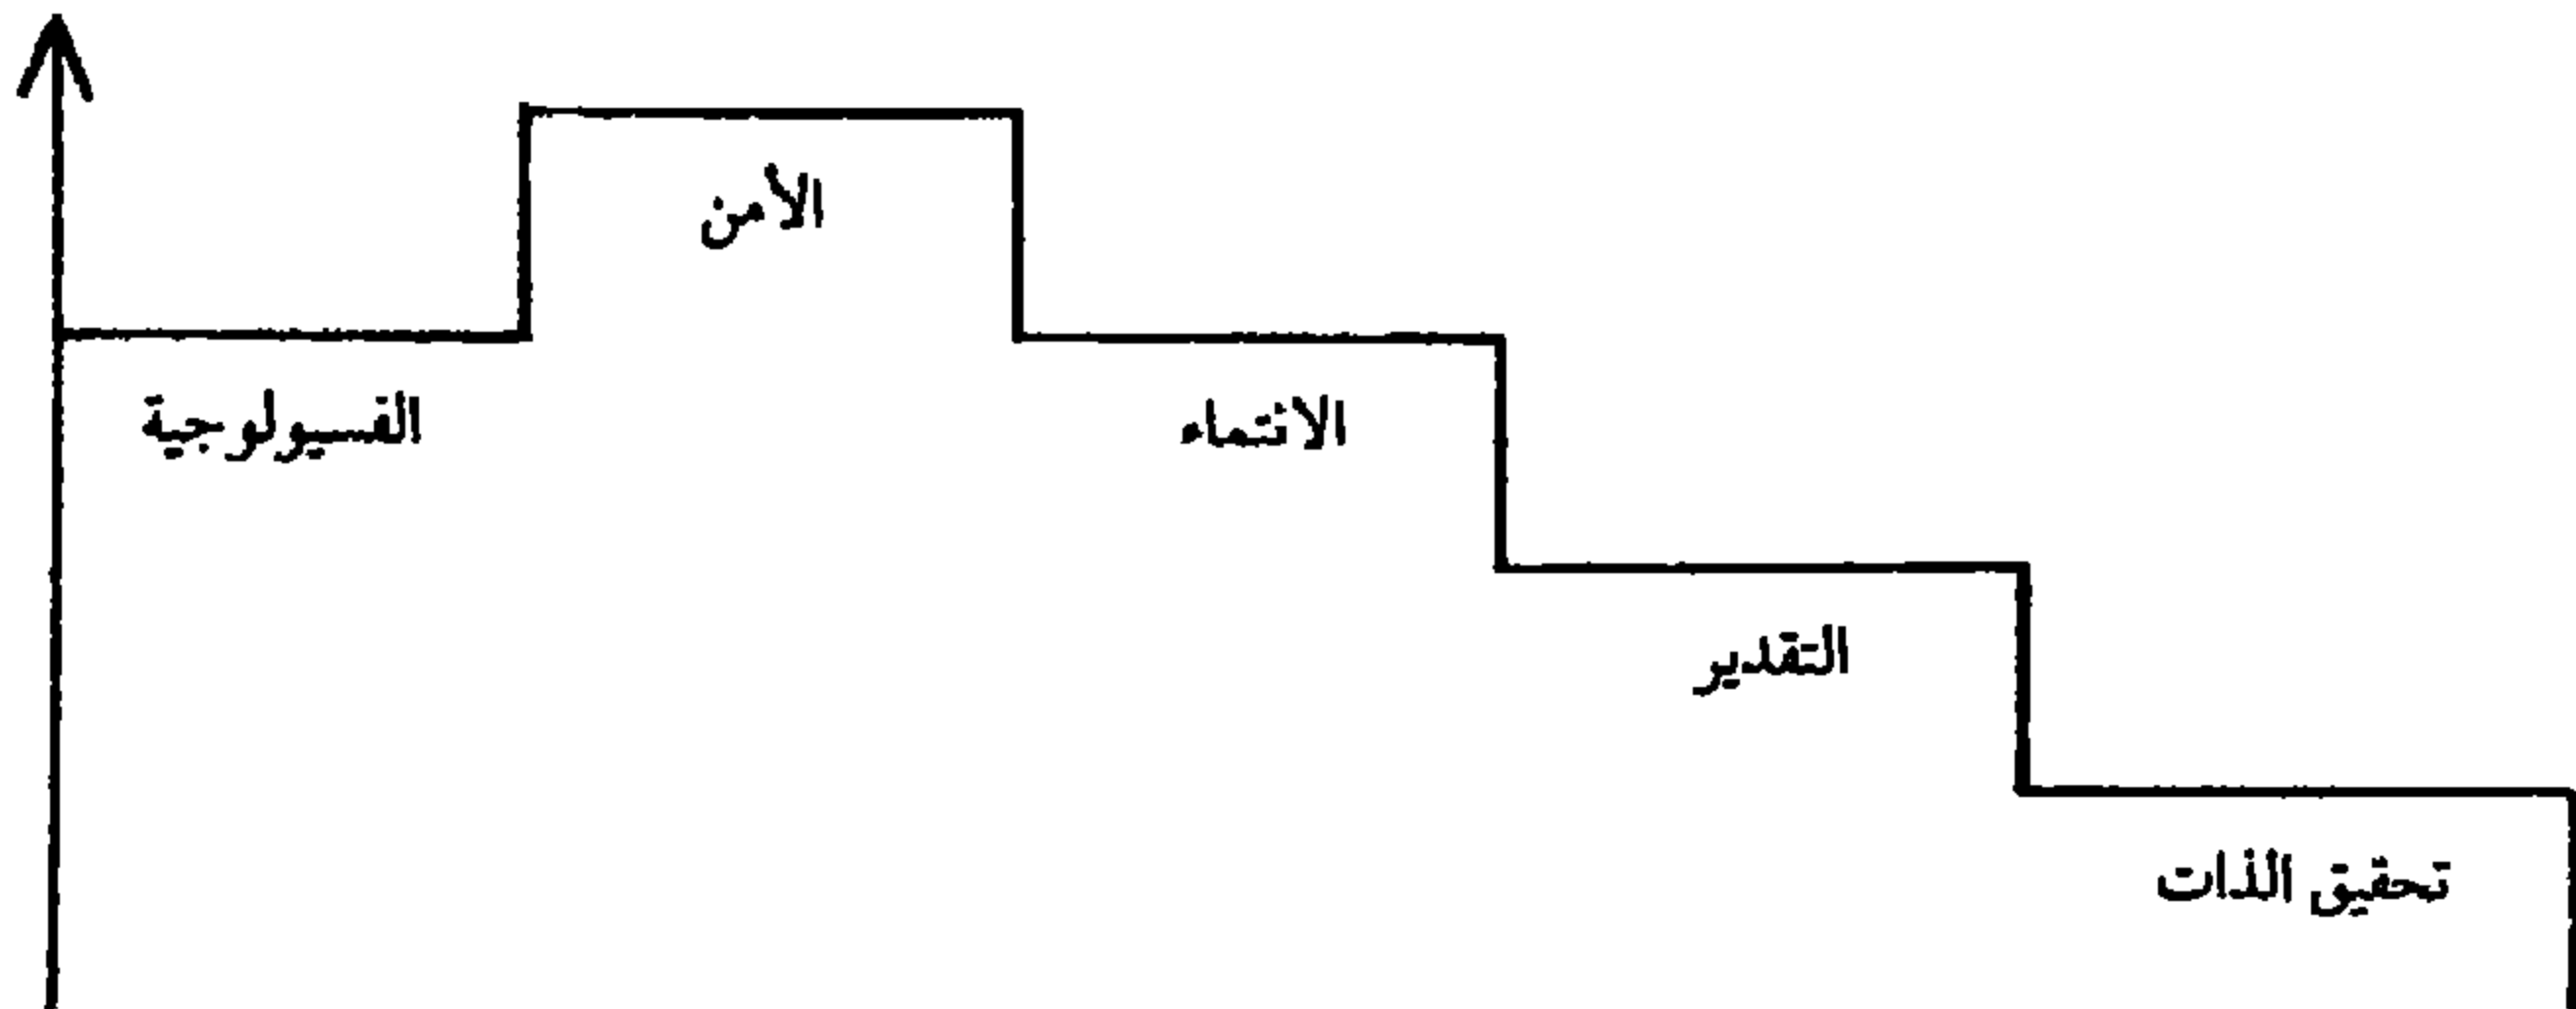 الأمن
الفسيولوجية
الانتماء
التقدير
تحقيق الذات